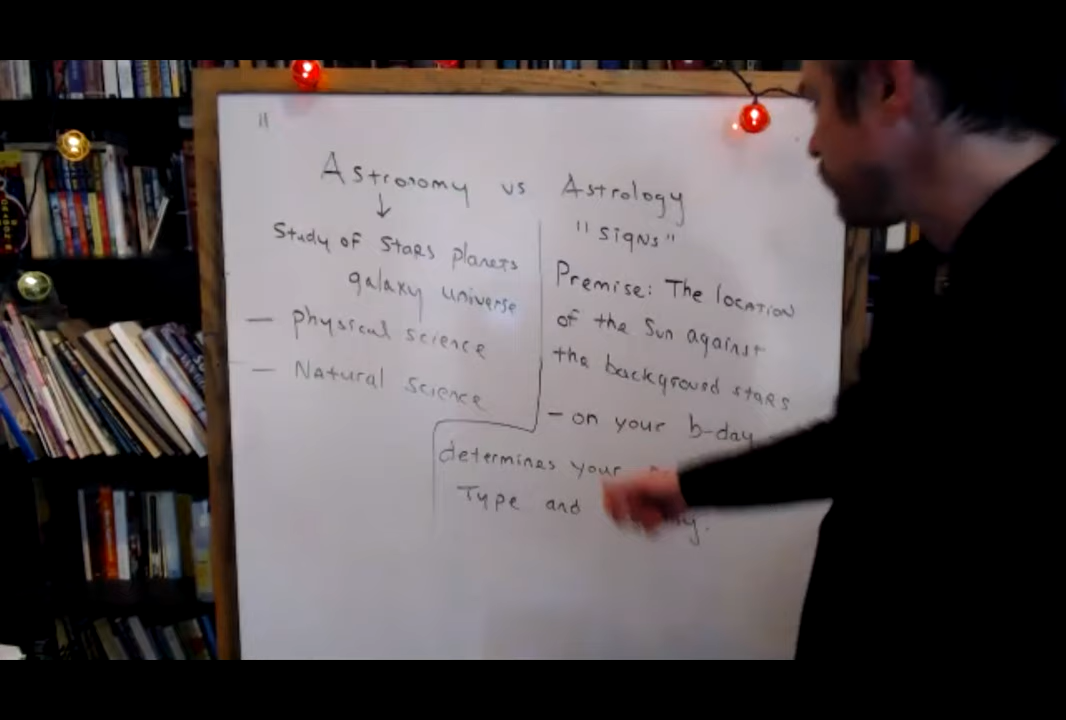 11
Astronomy vs Astrology
Study of Stars planets
galaxy universe
— physical science
— Natural science
"signs"
Premise: The location
of the Sun against
the background stars
- on your b-day
determines your
Type and